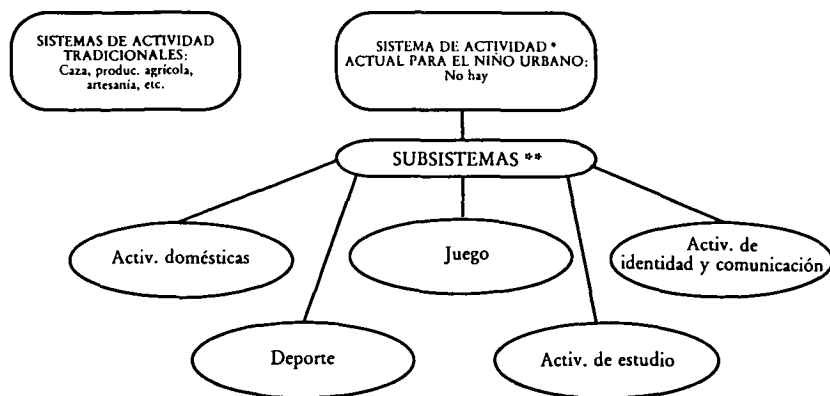 SISTEMAS DE ACTIVIDAD
TRADICIONALES:
Caza, produc. agrícola,
artesanía, etc.
SISTEMA DE ACTIVIDAD *
ACTUAL PARA EL NIÑO URBANO:
No hay
SUBSISTEMAS **
Activ. domésticas
Juego
Activ. de
identidad y comunicación
Deporte
Activ. de estudio